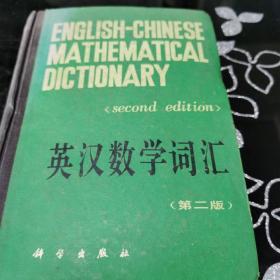 ENGLISH-CHINESE
MATHEMATICAL
DICTIONARY
<second edition>
英汉数学词汇
(第二版)
科学出版社